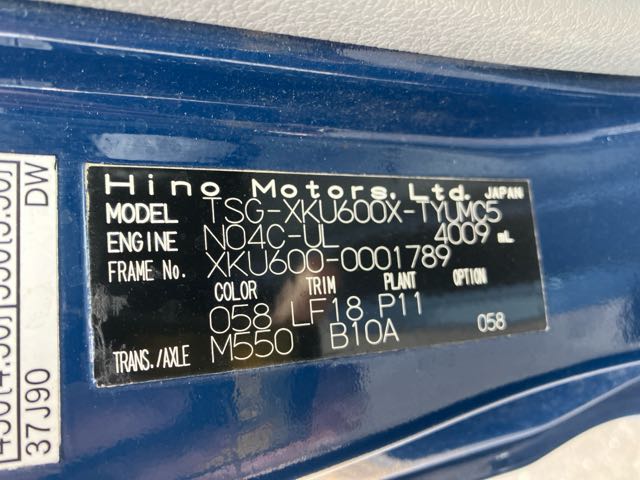 Hino Motors, Ltd. JAPAN
MODEL TSG-XKU600X-TYUMC5
ENGINE N04C-UL 4009 mL
FRAME No. XKU600-0001789
COLOR TRIM PLANT OPTION
058 LF18 P11
TRANS./AXLE M550 B10A 058
DW
37J90